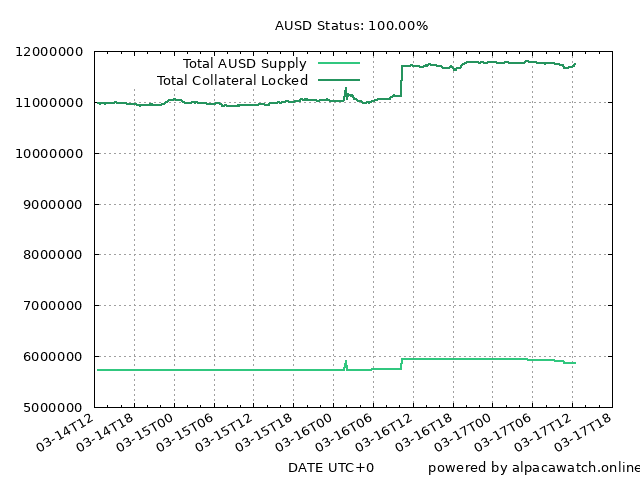 AUSD Status: 100.00%
12000000
11000000
10000000
9000000
8000000
7000000
6000000
5000000
Total AUSD Supply
Total Collateral Locked
03-14T12
03-14T18
03-15T00
03-15T06
03-15T12
03-15T18
03-16T00
03-16T06
03-16T12
03-16T18
03-17T00
03-17T06
03-17T12
03-17T18
DATE UTC+0
powered by alpacawatch.online